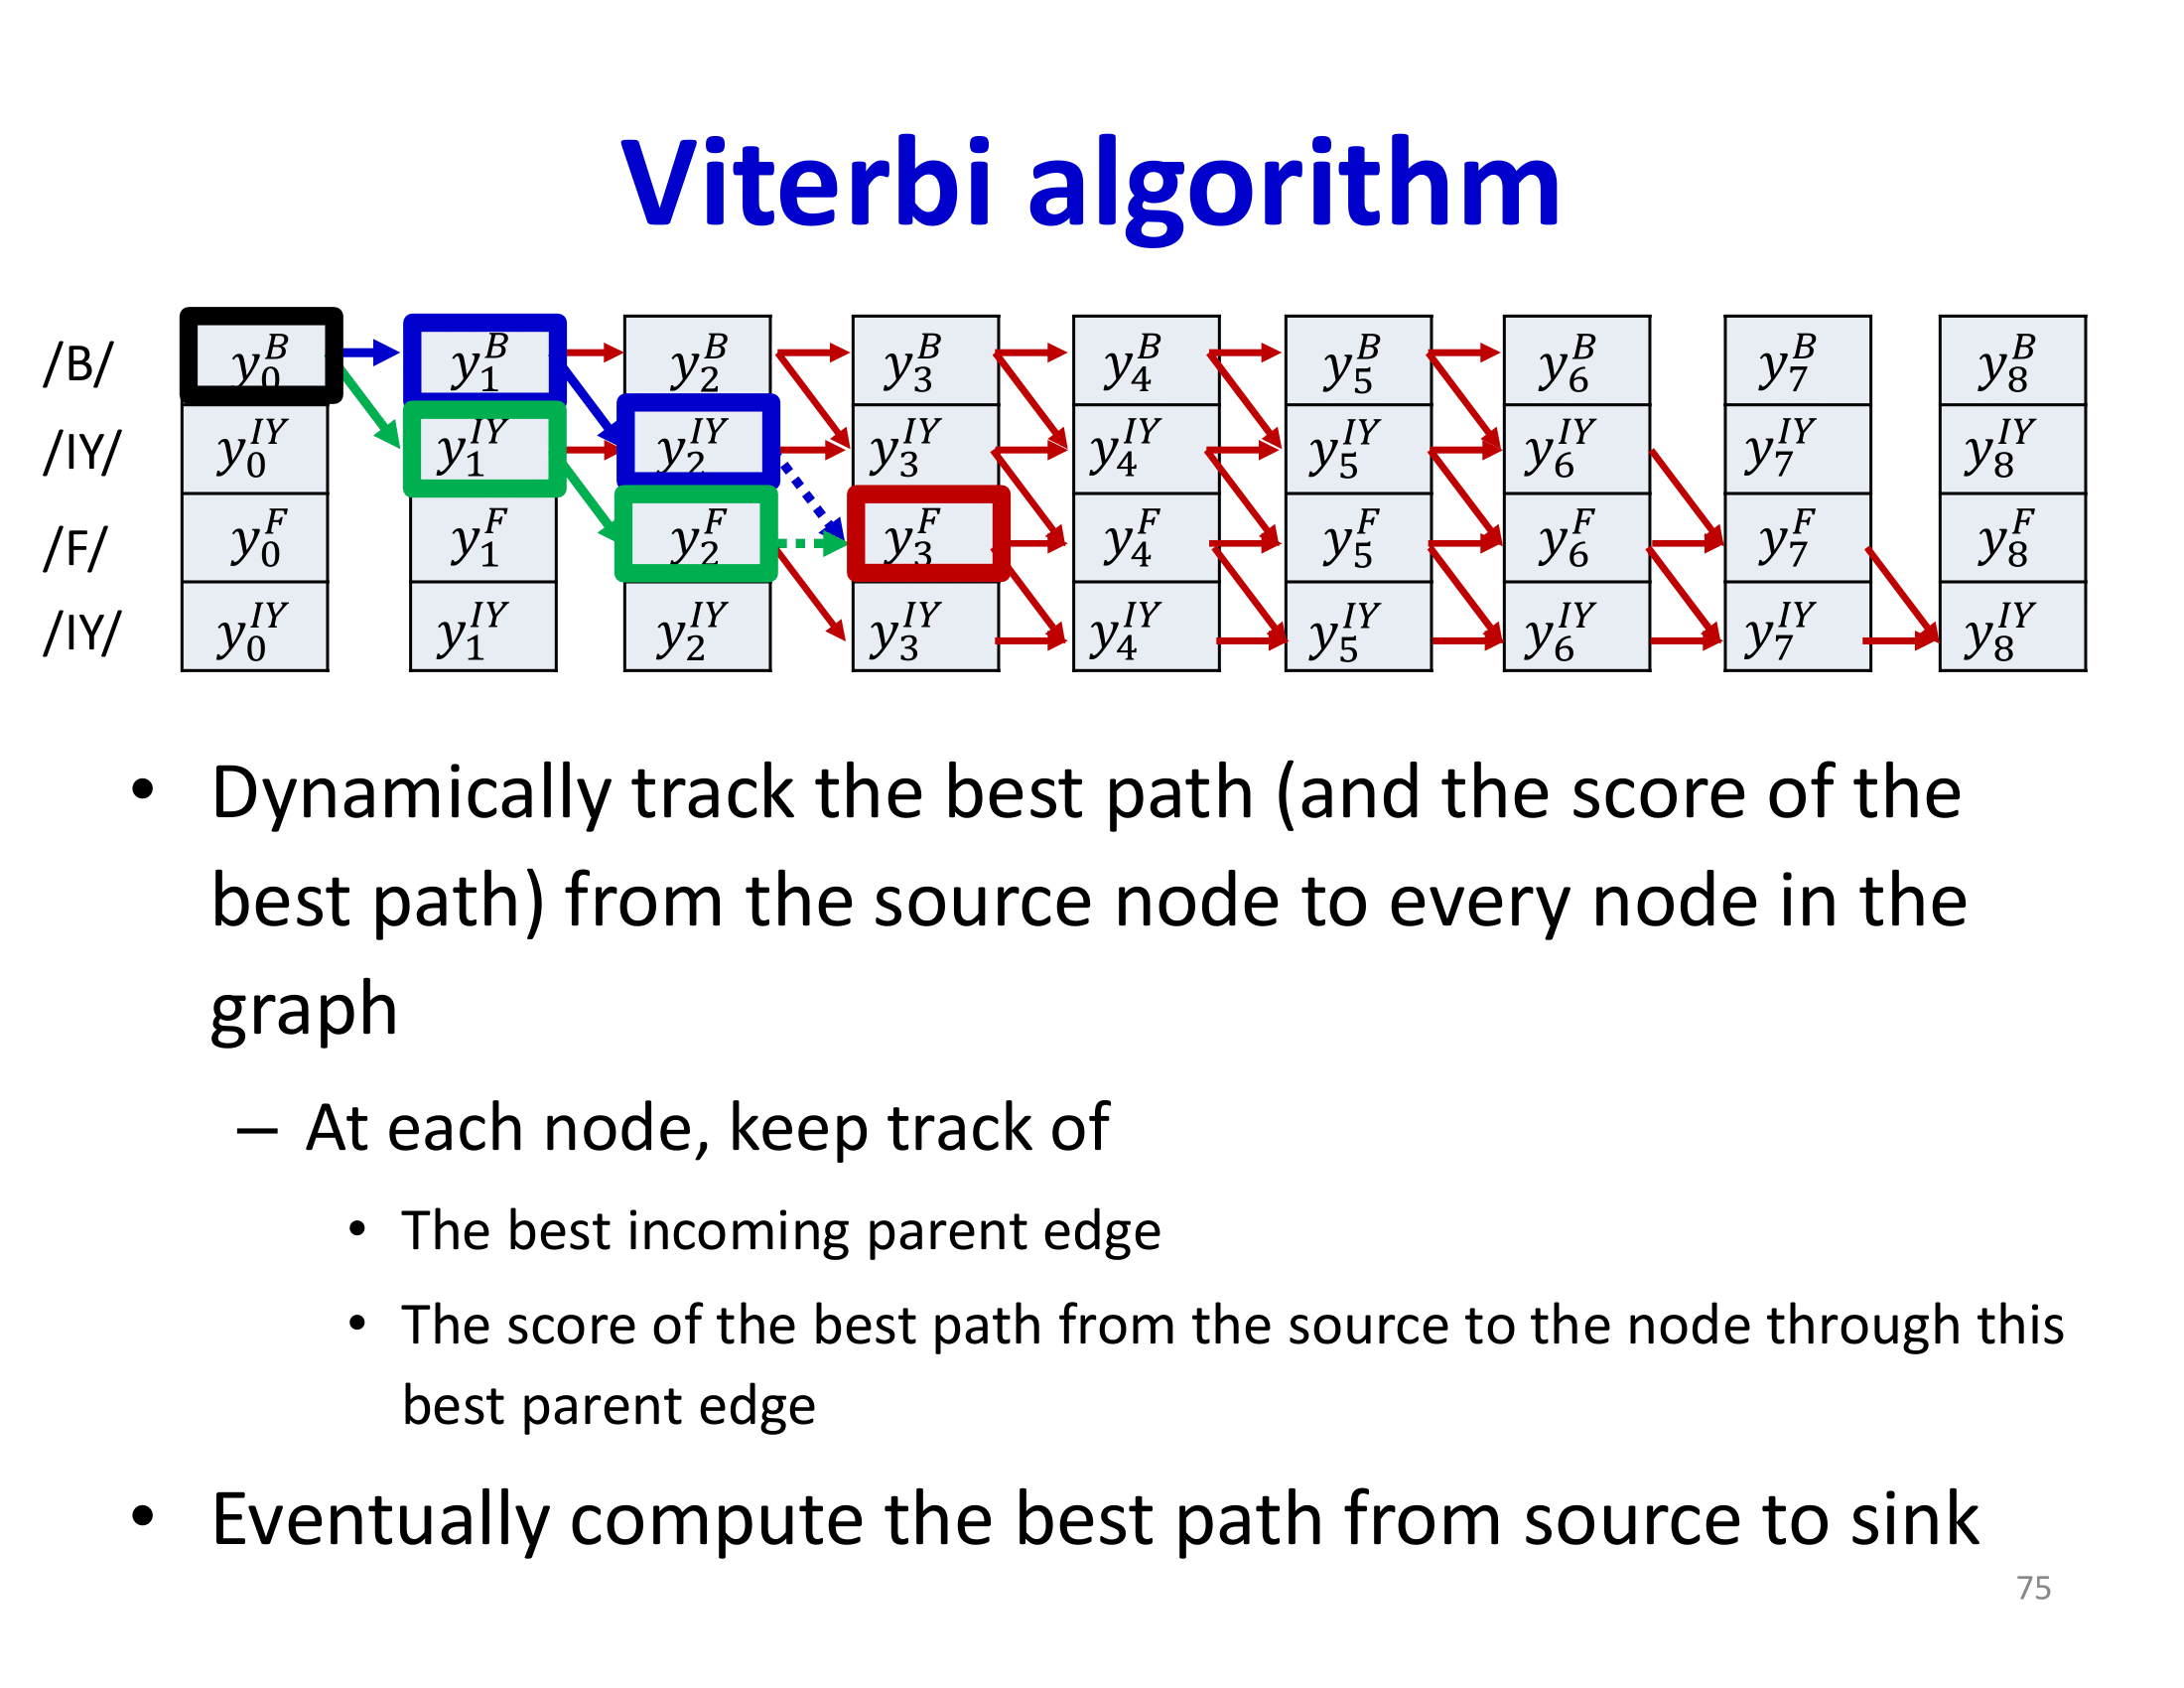 Viterbi algorithm
/B/ y_0^B y_1^B y_2^B y_3^B y_4^B y_5^B y_6^B y_7^B y_8^B
/IY/ y_0^IY y_1^IY y_2^IY y_3^IY y_4^IY y_5^IY y_6^IY y_7^IY y_8^IY
/F/ y_0^F y_1^F y_2^F y_3^F y_4^F y_5^F y_6^F y_7^F y_8^F
/IY/ y_0^IY y_1^IY y_2^IY y_3^IY y_4^IY y_5^IY y_6^IY y_7^IY y_8^IY
• Dynamically track the best path (and the score of the
best path) from the source node to every node in the
graph
– At each node, keep track of
• The best incoming parent edge
• The score of the best path from the source to the node through this
best parent edge
• Eventually compute the best path from source to sink
75